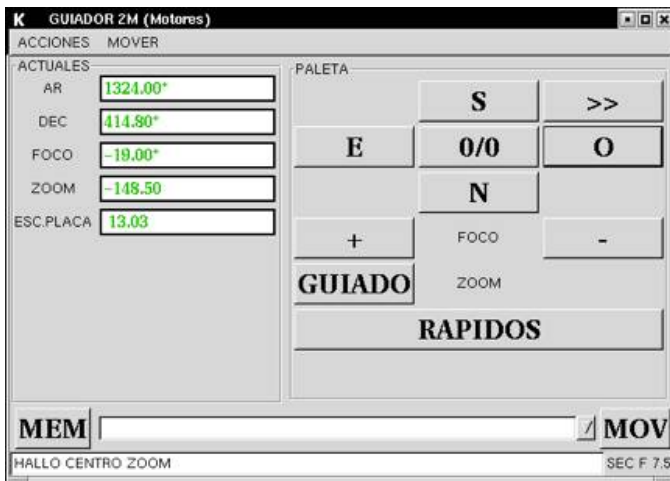 K GUIADOR 2M (Motores)
ACCIONES MOVER
ACTUALES
AR 1324.00*
DEC 414.80*
FOCO -19.00*
ZOOM -148.50
ESC.PLACA 13.03
PALETA
S >>
E 0/0 O
N
+ FOCO -
GUIADO ZOOM
RAPIDOS
MEM / MOV
HALLO CENTRO ZOOM SEC F 7.5